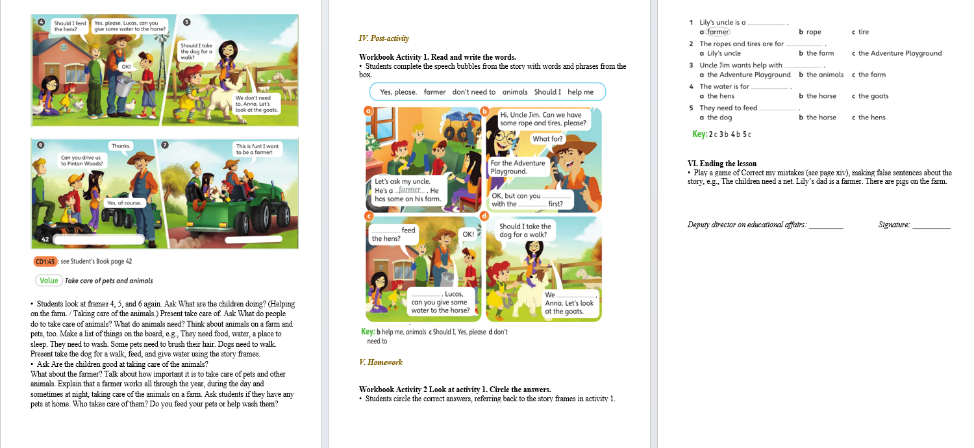 4
Should I feed
the hens?
Yes, please. Lucas, can you
give some water to the horse?
OK!
5
Should I take
the dog for a
walk?
We don't need
to, Anna. Let's
look at the goats.
6
Can you drive us
to Pinton Woods?
Thanks.
Yes, of course.
7
This is fun! I want
to be a farmer!
42
CD1:45 : see Student's Book page 42
Value Take care of pets and animals
• Students look at frames 4, 5, and 6 again. Ask What are the children doing? (Helping
on the farm. / Taking care of the animals.) Present take care of. Ask What do people
do to take care of animals? What do animals need? Think about animals on a farm and
pets, too. Make a list of things on the board, e.g., They need food, water, a place to
sleep. They need to wash. Some pets need to brush their hair. Dogs need to walk.
Present take the dog for a walk, feed, and give water using the story frames.
• Ask Are the children good at taking care of the animals?
What about the farmer? Talk about how important it is to take care of pets and other
animals. Explain that a farmer works all through the year, during the day and
sometimes at night, taking care of the animals on a farm. Ask students if they have any
pets at home. Who takes care of them? Do you feed your pets or help wash them?
IV. Post-activity
Workbook Activity 1. Read and write the words.
• Students complete the speech bubbles from the story with words and phrases from the
box.
Yes, please. farmer don't need to animals Should I help me
a
Let's ask my uncle.
He's a farmer. He
has some on his farm.
b
Hi, Uncle Jim. Can we have
some rope and tires, please?
What for?
For the Adventure
Playground.
OK, but can you ________
with the ________ first?
c
________ feed
the hens?
OK!
________. Lucas,
can you give some
water to the horse?
d
Should I take the
dog for a walk?
We ________,
Anna. Let's look
at the goats.
Key: b help me, animals c Should I, Yes, please d don't
need to
V. Homework
Workbook Activity 2 Look at activity 1. Circle the answers.
• Students circle the correct answers, referring back to the story frames in activity 1.
1 Lily's uncle is a ________ .
a farmer b rope c tire
2 The ropes and tires are for ________ .
a Lily's uncle b the farm c the Adventure Playground
3 Uncle Jim wants help with ________ .
a the Adventure Playground b the animals c the farm
4 The water is for ________ .
a the hens b the horse c the goats
5 They need to feed ________ .
a the dog b the horse c the hens
Key: 2 c 3 b 4 b 5 c
VI. Ending the lesson
• Play a game of Correct my mistakes (see page xiv), making false sentences about the
story, e.g., The children need a net. Lily's dad is a farmer. There are pigs on the farm.
Deputy director on educational affairs: ________ Signature: ________